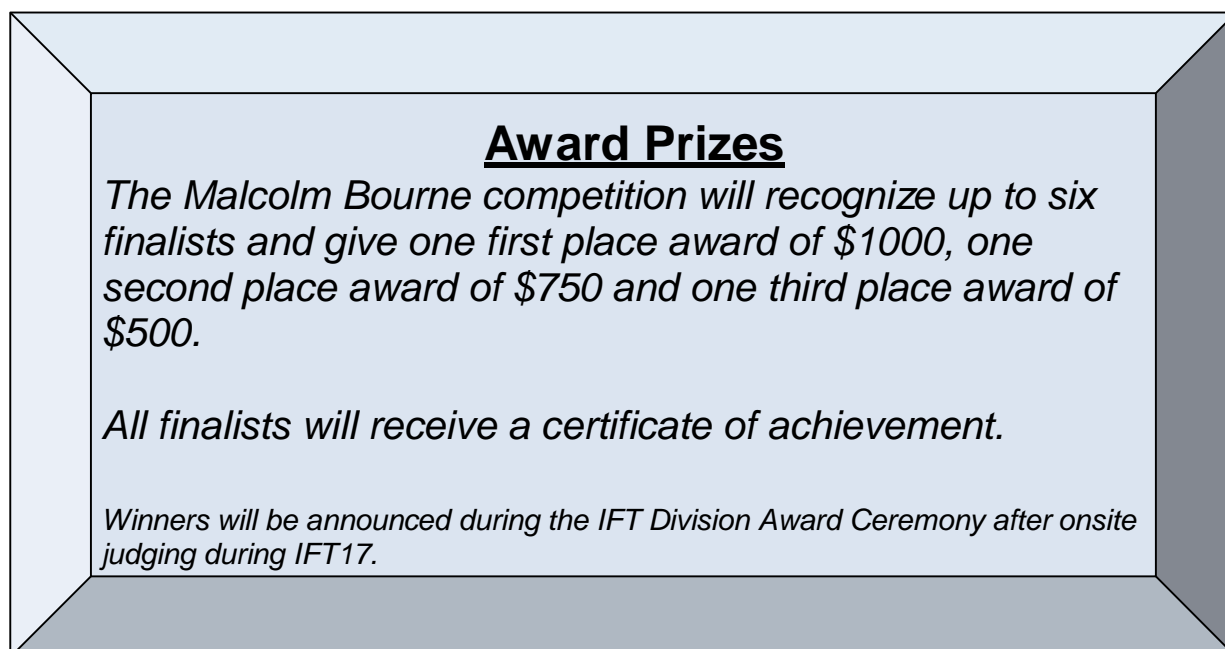 Award Prizes
The Malcolm Bourne competition will recognize up to six
finalists and give one first place award of $1000, one
second place award of $750 and one third place award of
$500.
All finalists will receive a certificate of achievement.
Winners will be announced during the IFT Division Award Ceremony after onsite
judging during IFT17.